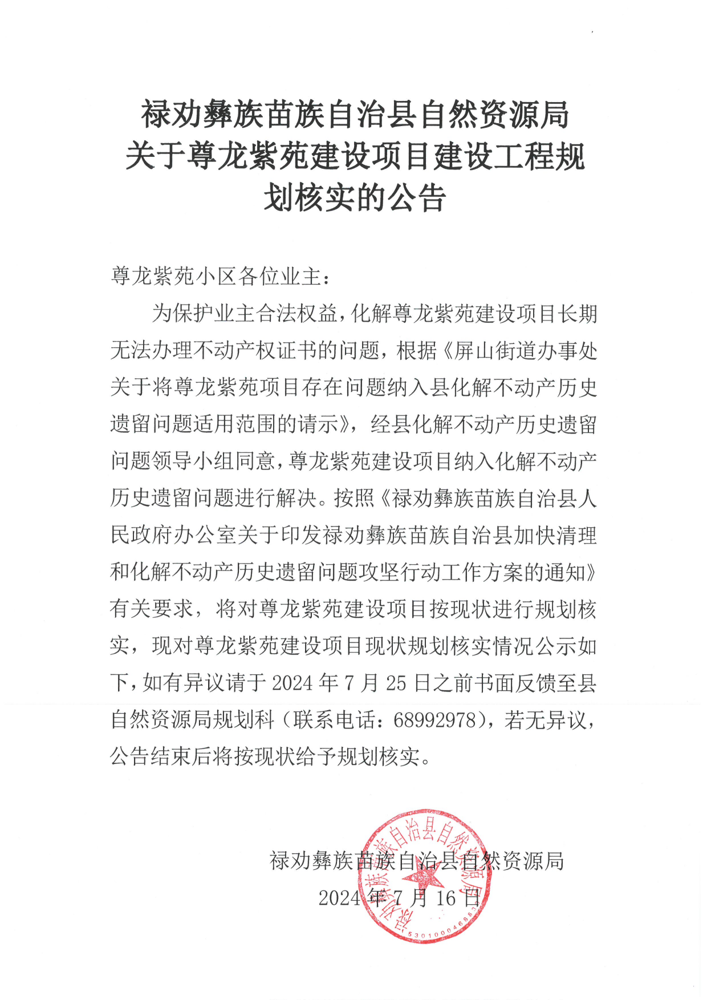 禄劝彝族苗族自治县自然资源局
关于尊龙紫苑建设项目建设工程规
划核实的公告
尊龙紫苑小区各位业主：
为保护业主合法权益，化解尊龙紫苑建设项目长期
无法办理不动产权证书的问题，根据《屏山街道办事处
关于将尊龙紫苑项目存在问题纳入县化解不动产历史
遗留问题适用范围的请示》，经县化解不动产历史遗留
问题领导小组同意，尊龙紫苑建设项目纳入化解不动产
历史遗留问题进行解决。按照《禄劝彝族苗族自治县人
民政府办公室关于印发禄劝彝族苗族自治县加快清理
和化解不动产历史遗留问题攻坚行动工作方案的通知》
有关要求，将对尊龙紫苑建设项目按现状进行规划核
实，现对尊龙紫苑建设项目现状规划核实情况公示如
下，如有异议请于 2024 年 7 月 25 日之前书面反馈至县
自然资源局规划科（联系电话：68992978），若无异议，
公告结束后将按现状给予规划核实。
禄劝彝族苗族自治县自然资源局
2024 年 7 月 16 日
禄劝彝族苗族自治县自然资源局